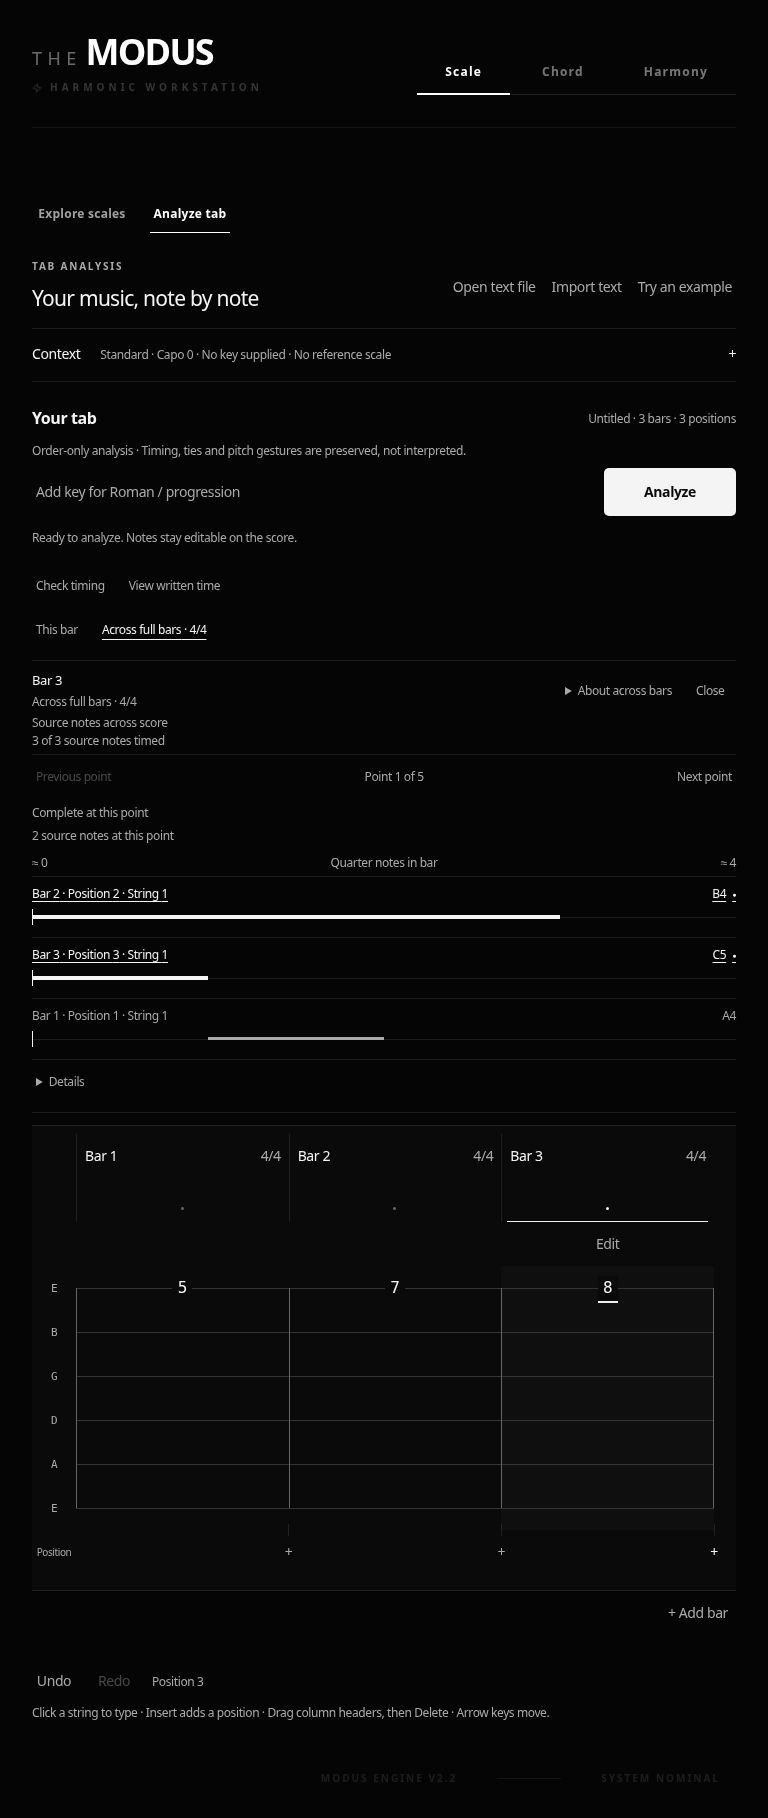 THE MODUS
HARMONIC WORKSTATION
Scale Chord Harmony
Explore scales Analyze tab
TAB ANALYSIS
Your music, note by note
Open text file Import text Try an example
Context Standard · Capo 0 · No key supplied · No reference scale +
Your tab Untitled · 3 bars · 3 positions
Order-only analysis · Timing, ties and pitch gestures are preserved, not interpreted.
Add key for Roman / progression Analyze
Ready to analyze. Notes stay editable on the score.
Check timing View written time
This bar Across full bars · 4/4
Bar 3
Across full bars · 4/4
▶ About across bars Close
Source notes across score
3 of 3 source notes timed
Previous point Point 1 of 5 Next point
Complete at this point
2 source notes at this point
≈ 0 Quarter notes in bar ≈ 4
Bar 2 · Position 2 · String 1 B4 •
Bar 3 · Position 3 · String 1 C5 •
Bar 1 · Position 1 · String 1 A4
▶ Details
Bar 1 4/4 Bar 2 4/4 Bar 3 4/4
• • •
Edit
E 5 7 8
B
G
D
A
E
Position + + +
+ Add bar
Undo Redo Position 3
Click a string to type · Insert adds a position · Drag column headers, then Delete · Arrow keys move.
MODUS ENGINE V2.2 SYSTEM NOMINAL